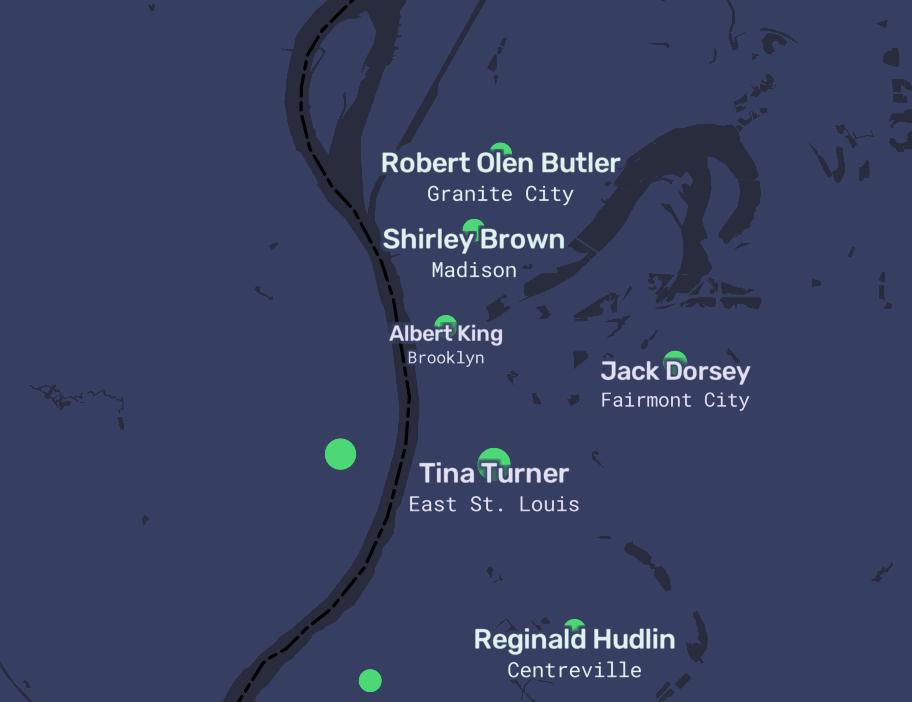 Robert Olen Butler
Granite City
Shirley Brown
Madison
Albert King
Brooklyn
Jack Dorsey
Fairmont City
Tina Turner
East St. Louis
Reginald Hudlin
Centreville